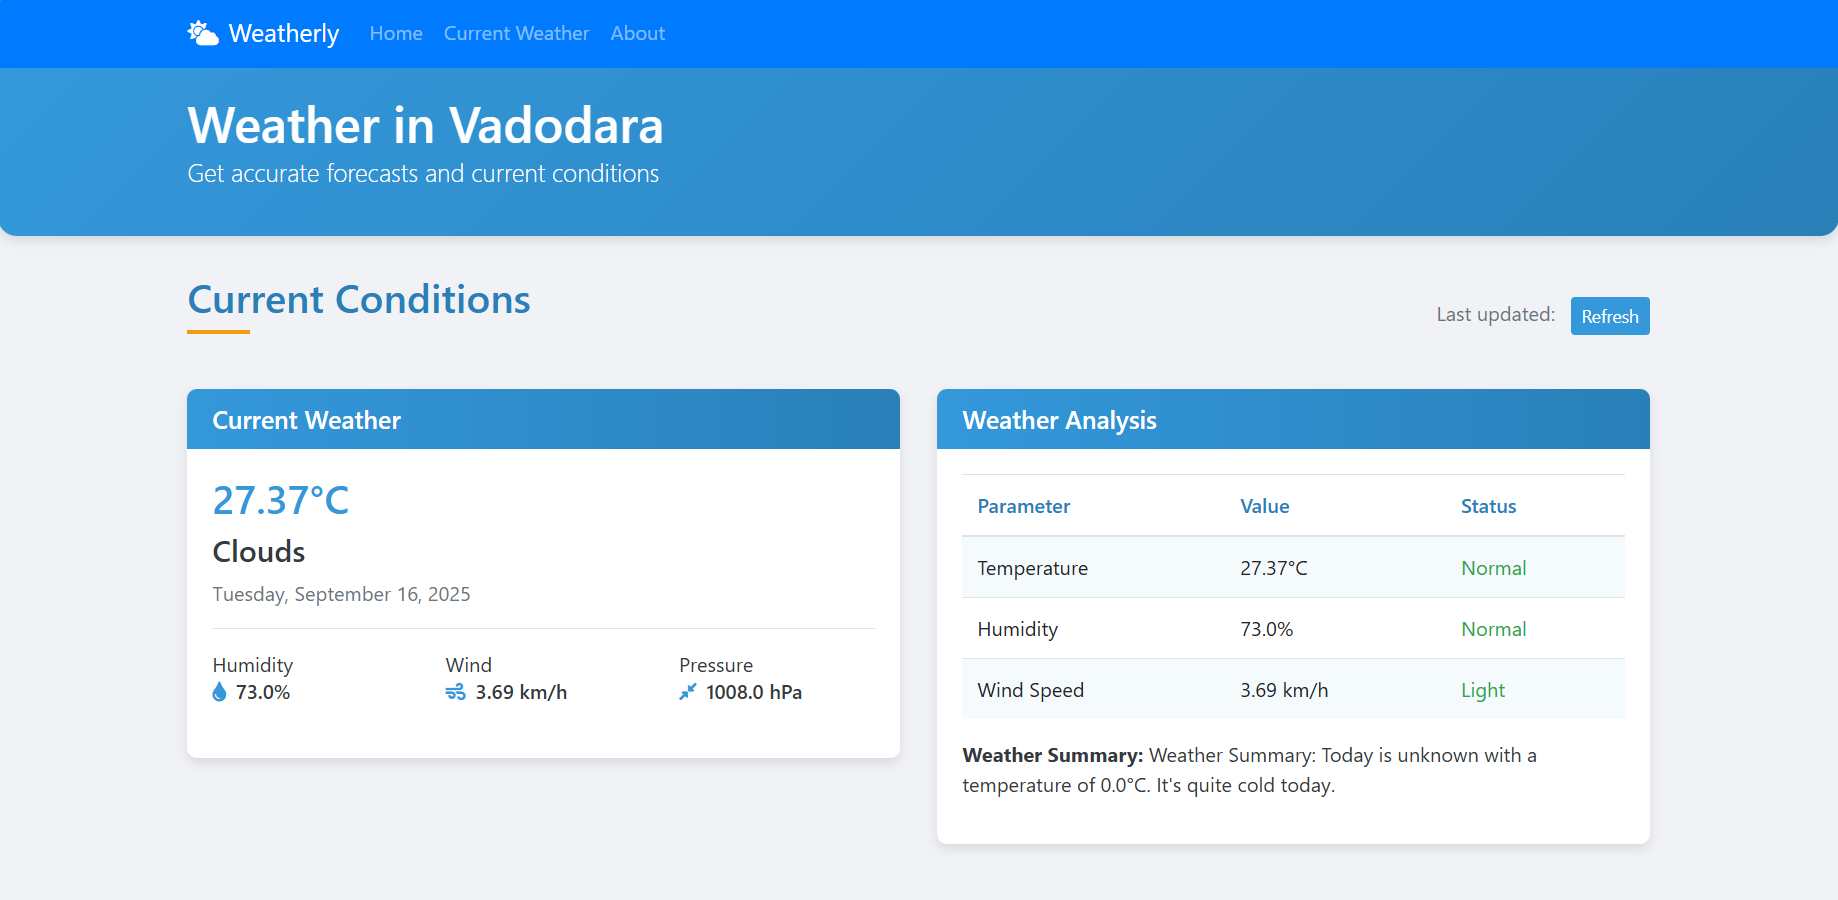 Weatherly Home Current Weather About
Weather in Vadodara
Get accurate forecasts and current conditions
Current Conditions
Last updated: Refresh
Current Weather
27.37°C
Clouds
Tuesday, September 16, 2025
Humidity Wind Pressure
73.0% 3.69 km/h 1008.0 hPa
Weather Analysis
Parameter Value Status
Temperature 27.37°C Normal
Humidity 73.0% Normal
Wind Speed 3.69 km/h Light
Weather Summary: Weather Summary: Today is unknown with a
temperature of 0.0°C. It's quite cold today.